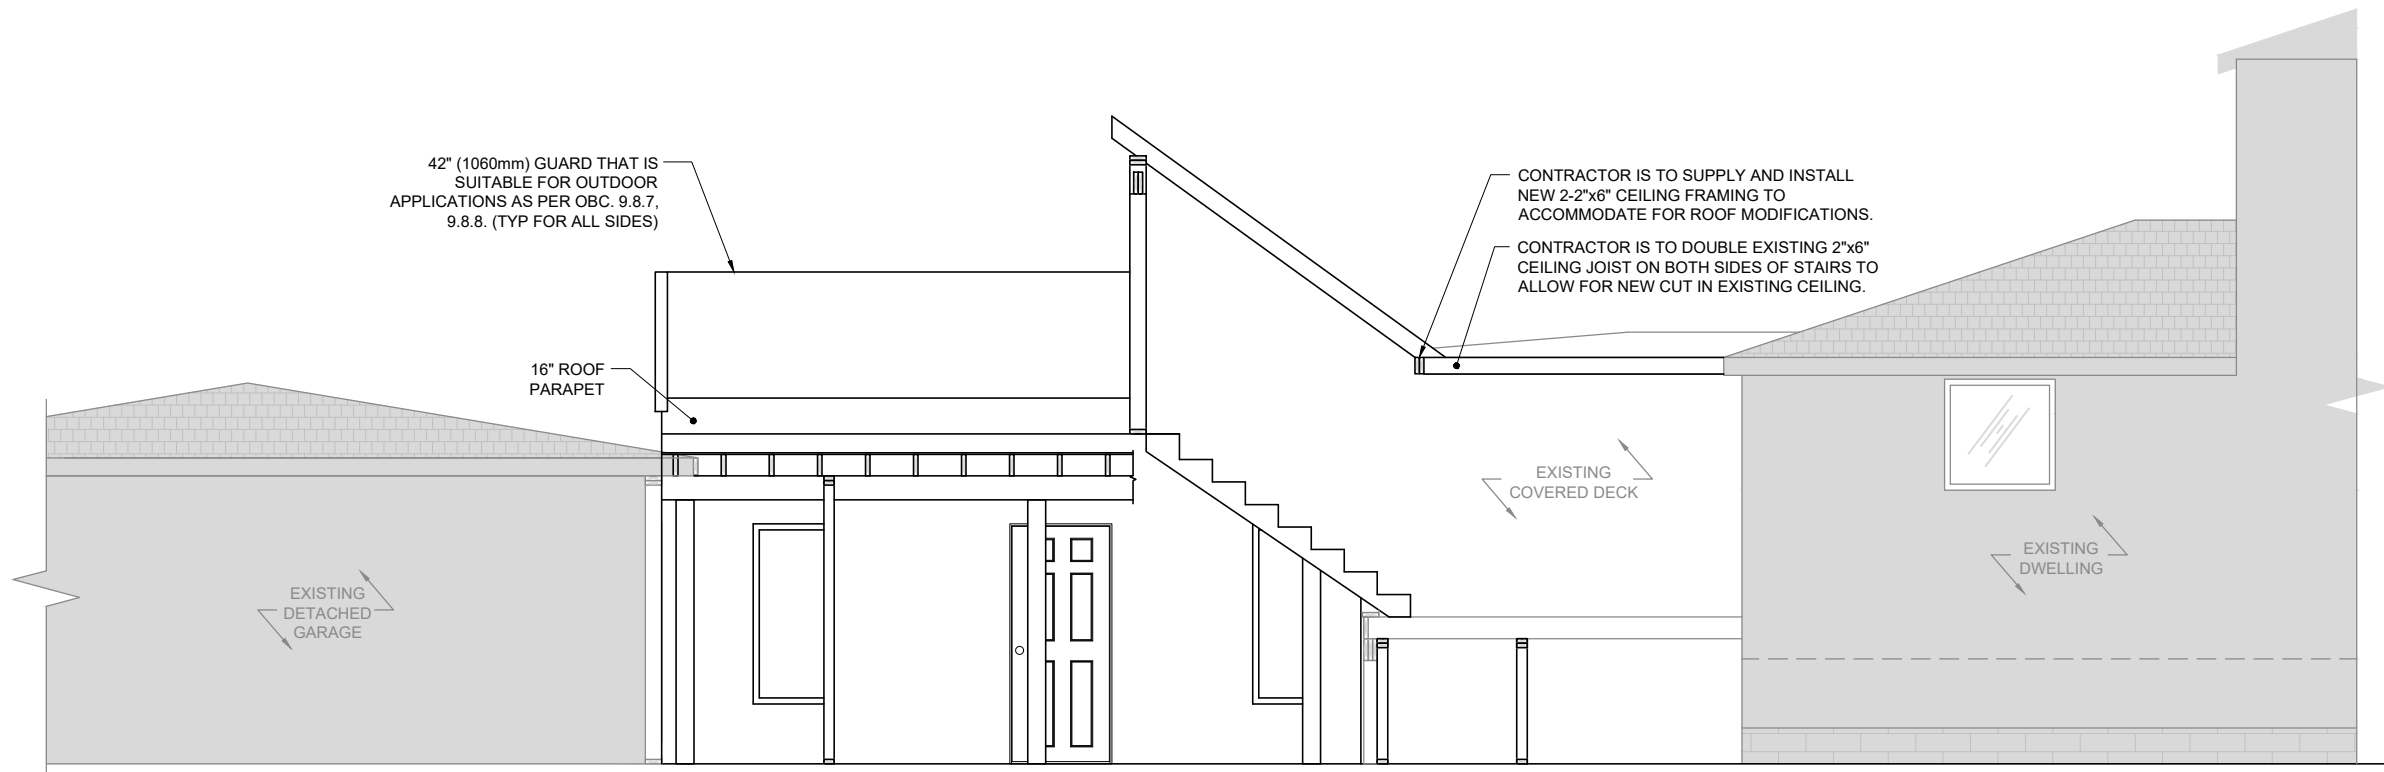 42" (1060mm) GUARD THAT IS
SUITABLE FOR OUTDOOR
APPLICATIONS AS PER OBC. 9.8.7,
9.8.8. (TYP FOR ALL SIDES)
CONTRACTOR IS TO SUPPLY AND INSTALL
NEW 2-2"x6" CEILING FRAMING TO
ACCOMMODATE FOR ROOF MODIFICATIONS.
CONTRACTOR IS TO DOUBLE EXISTING 2"x6"
CEILING JOIST ON BOTH SIDES OF STAIRS TO
ALLOW FOR NEW CUT IN EXISTING CEILING.
16" ROOF
PARAPET
EXISTING
COVERED DECK
EXISTING
DWELLING
EXISTING
DETACHED
GARAGE